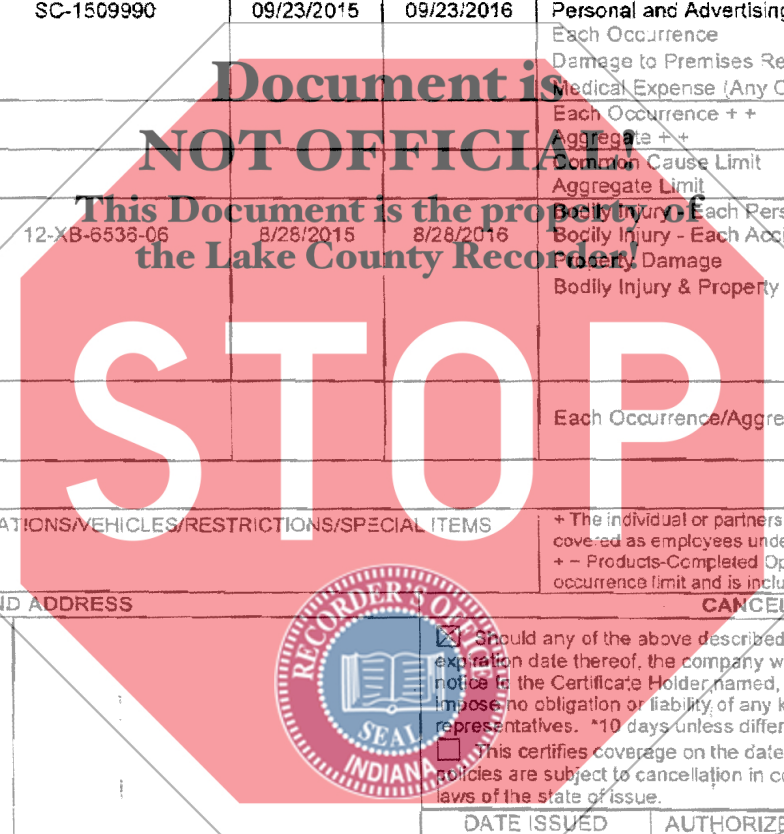 SC-1509990 09/23/2015 09/23/2016 Personal and Advertising
Each Occurrence
Damage to Premises Re
Medical Expense (Any O
Each Occurrence + +
Aggregate + +
Common Cause Limit
Aggregate Limit
Document is
NOT OFFICIAL!
This Document is the property of
the Lake County Recorder!
12-XB-6536-06 8/28/2015 8/28/2016
Bodily Injury - Each Pers
Bodily Injury - Each Acci
Property Damage
Bodily Injury & Property
STOP
Each Occurrence/Aggre
ATIONS/VEHICLES/RESTRICTIONS/SPECIAL ITEMS
+ The individual or partners
covered as employees unde
+ – Products-Completed Op
occurrence limit and is inclu
ND ADDRESS
CANCEL
Should any of the above described
expiration date thereof, the company w
notice to the Certificate Holder named,
impose no obligation or liability of any k
representatives. *10 days unless differ
This certifies coverage on the date
policies are subject to cancellation in co
laws of the state of issue.
DATE ISSUED AUTHORIZE
RECORDER'S OFFICE
SEAL
INDIANA